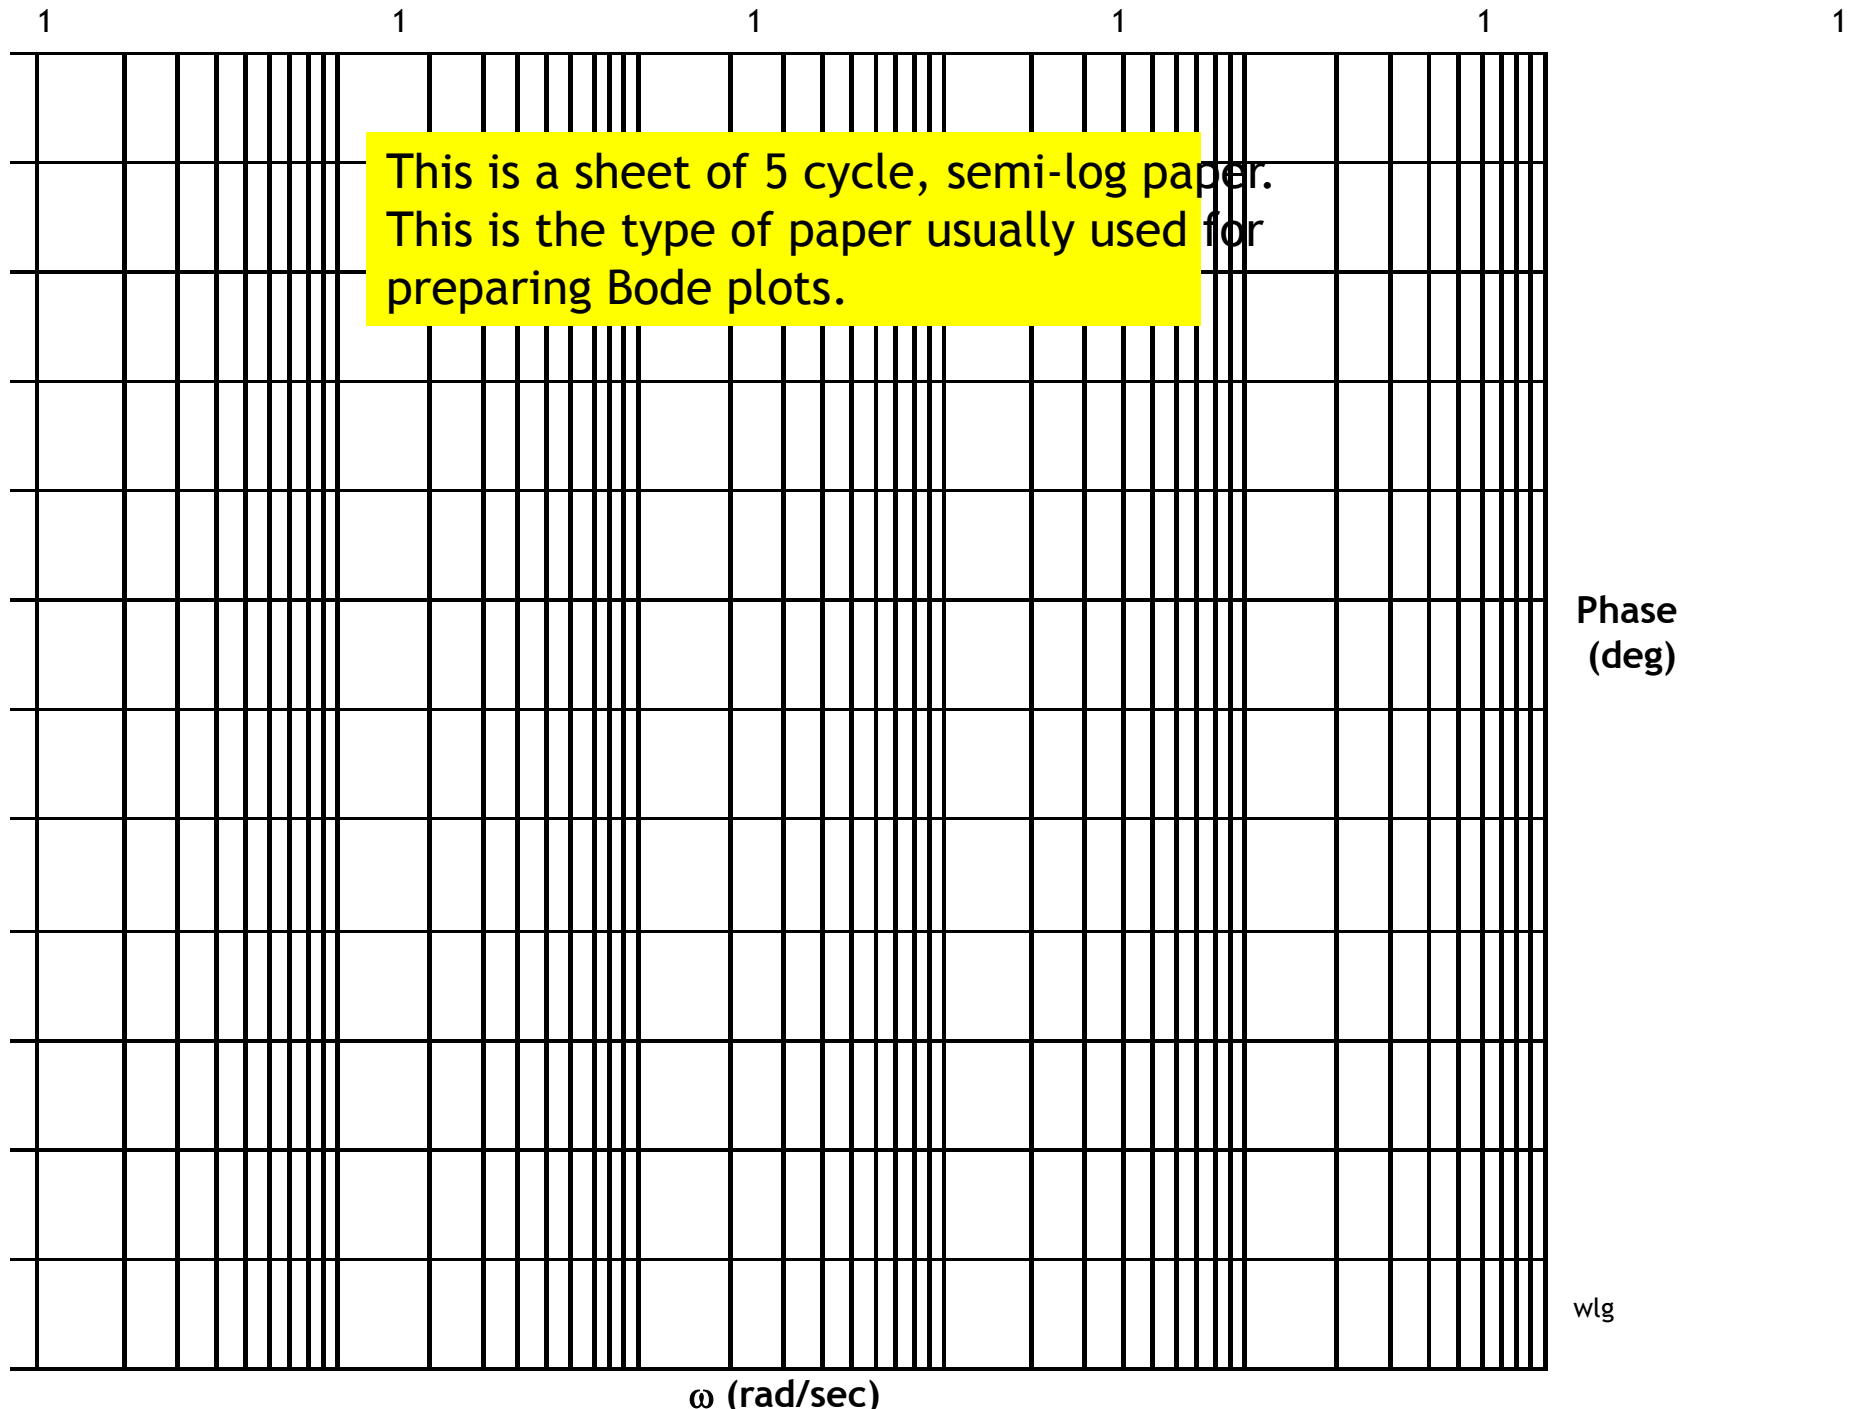 1 1 1 1 1 1
This is a sheet of 5 cycle, semi-log paper.
This is the type of paper usually used for
preparing Bode plots.
Phase
(deg)
wlg
ω (rad/sec)